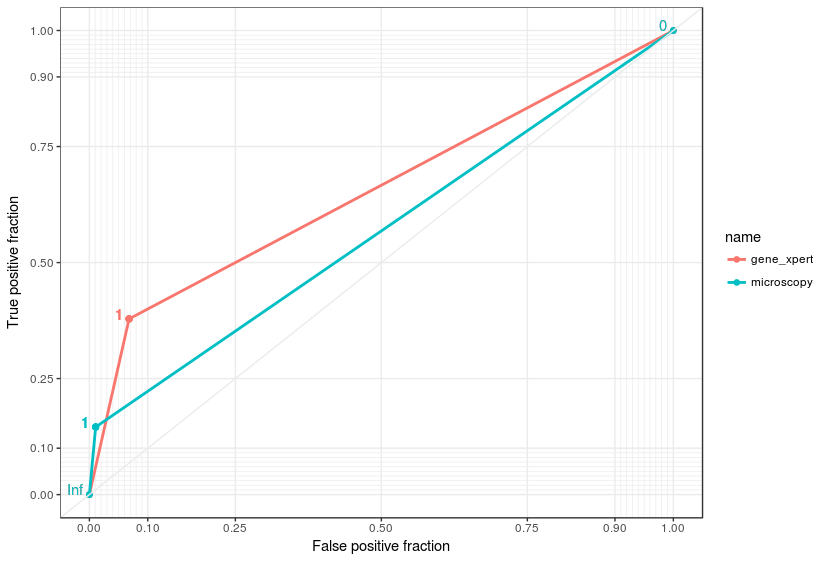 1.00
0.90
0.75
0.50
0.25
0.10
0.00
True positive fraction
0
1
1
Inf
0.00 0.10 0.25 0.50 0.75 0.90 1.00
False positive fraction
name
gene_xpert
microscopy